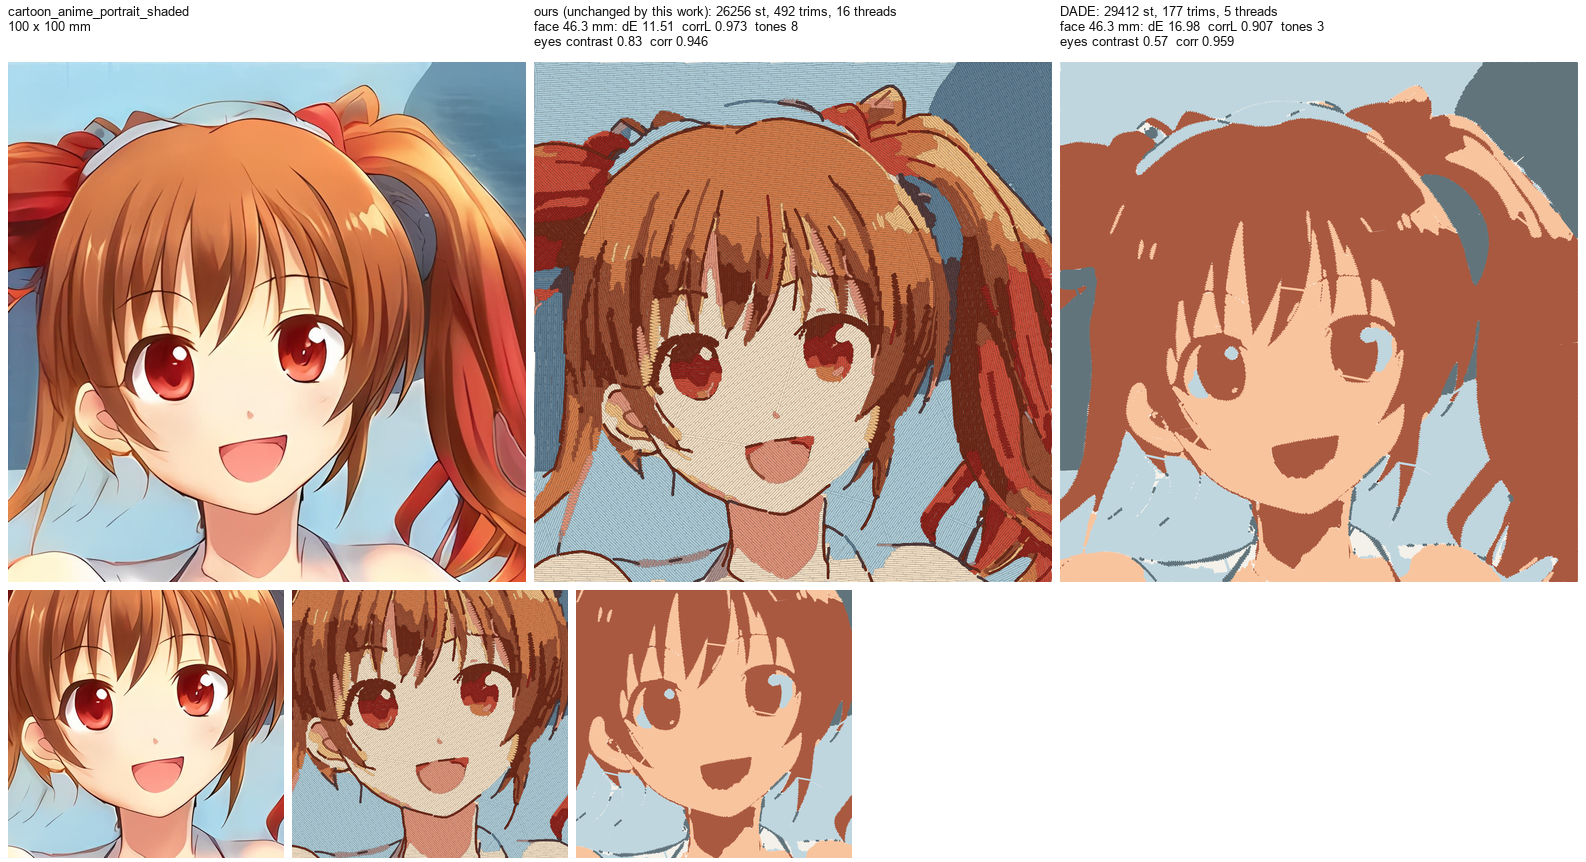 cartoon_anime_portrait_shaded
100 x 100 mm
ours (unchanged by this work): 26256 st, 492 trims, 16 threads
face 46.3 mm: dE 11.51  corrL 0.973  tones 8
eyes contrast 0.83  corr 0.946
DADE: 29412 st, 177 trims, 5 threads
face 46.3 mm: dE 16.98  corrL 0.907  tones 3
eyes contrast 0.57  corr 0.959